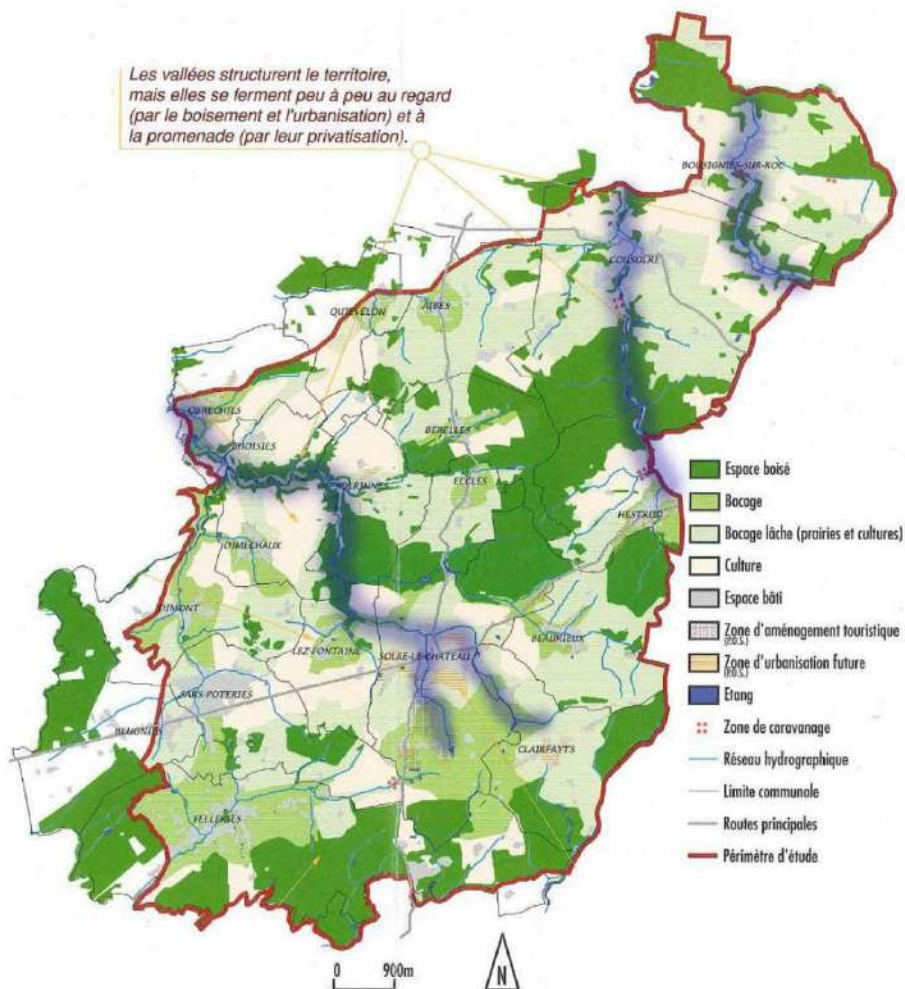 Les vallées structurent le territoire,
mais elles se ferment peu à peu au regard
(par le boisement et l'urbanisation) et à
la promenade (par leur privatisation).
BOUSIGNIES-SUR-ROC
COUSOLRE
QUIEVELON
AIBES
OBRECHIES
CHOISIES
BERELLES
ECCLES
HESTRUD
DIMECHAUX
DIMONT
LEZ-FONTAINE
SOLRE-LE-CHATEAU
BEAURIEUX
SARS-POTERIES
BEUGNIES
CLAIRFAYTS
FELLERIES
Espace boisé
Bocage
Bocage lâche (prairies et cultures)
Culture
Espace bâti
Zone d'aménagement touristique
(P.O.S.)
Zone d'urbanisation future
(P.O.S.)
Etang
Zone de caravanage
Réseau hydrographique
Limite communale
Routes principales
Périmètre d'étude
0 900m
N